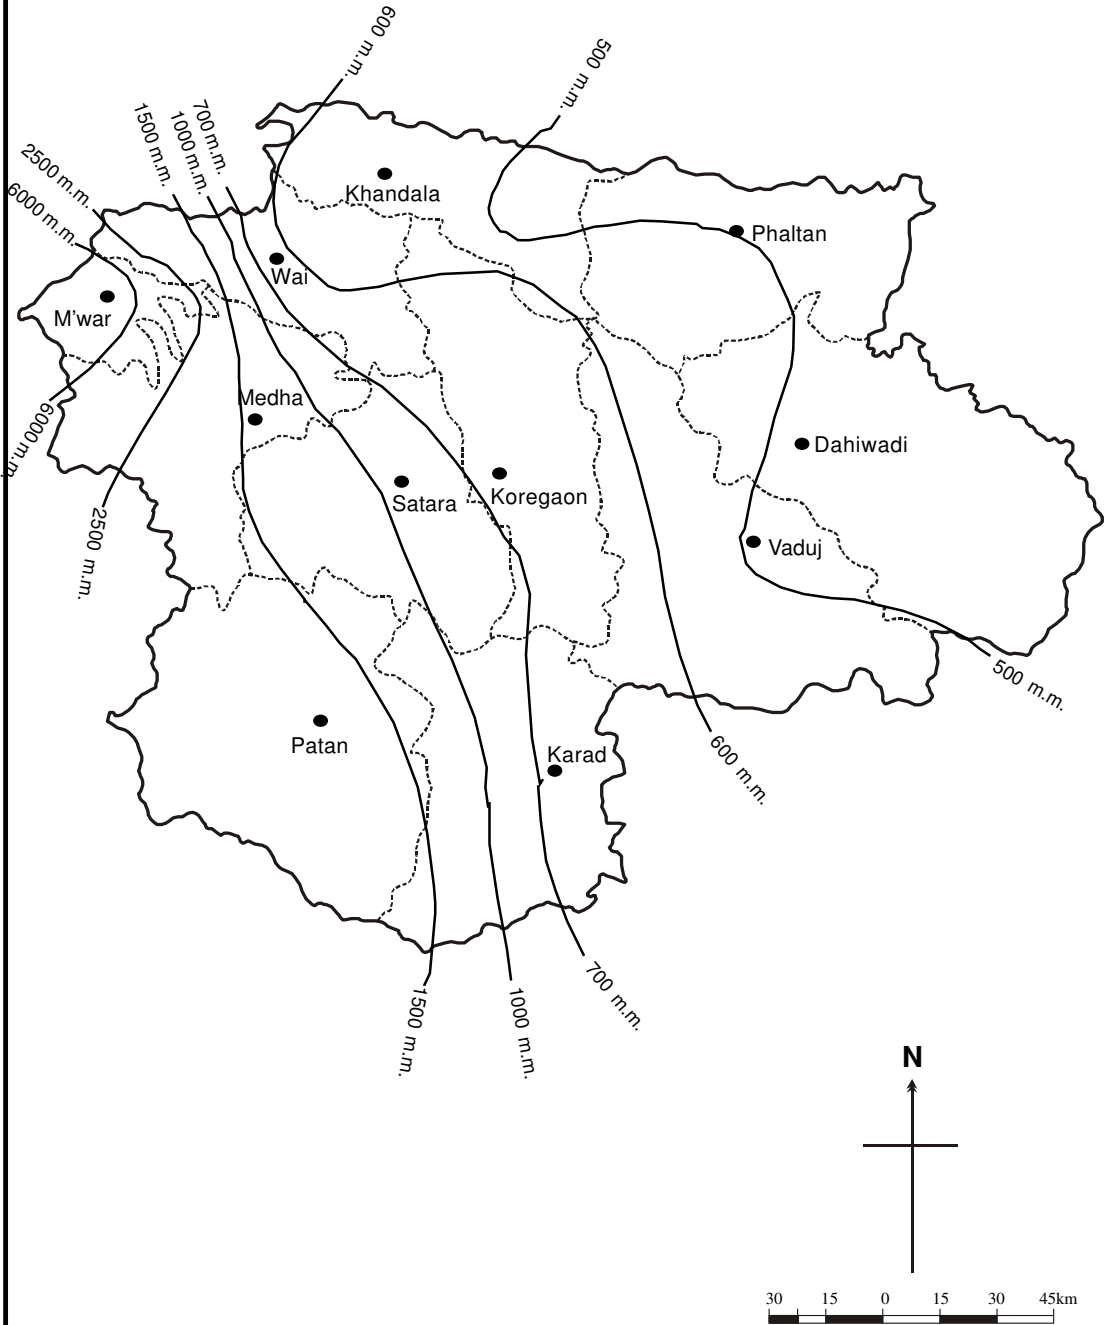 600 m.m.
500 m.m.
700 m.m.
1000 m.m.
1500 m.m.
2500 m.m.
6000 m.m.
Khandala
Phaltan
Wai
M'war
Medha
6000 m.m.
Dahiwadi
Satara
Koregaon
2500 m.m.
Vaduj
500 m.m.
Patan
Karad
600 m.m.
1500 m.m.
1000 m.m.
700 m.m.
N
30 15 0 15 30 45km